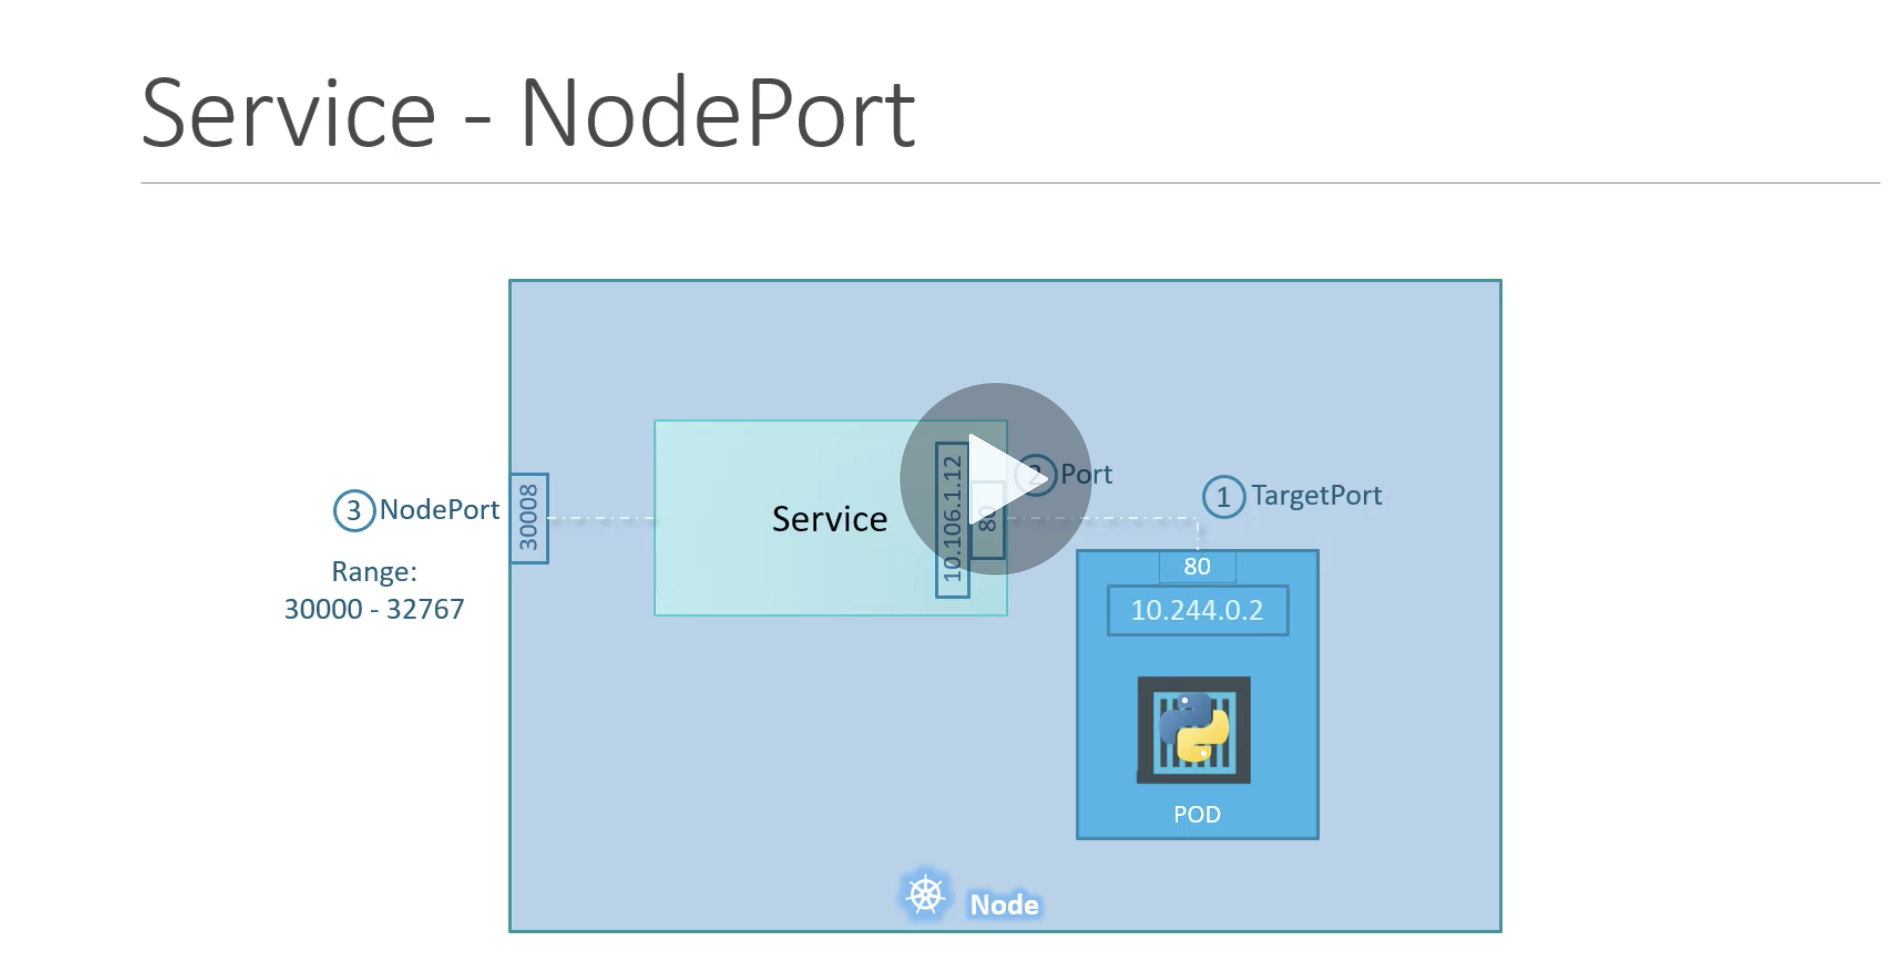 Service - NodePort
3 NodePort
30008
Range:
30000 - 32767
Service
10.106.1.12
80
2 Port
1 TargetPort
80
10.244.0.2
POD
Node